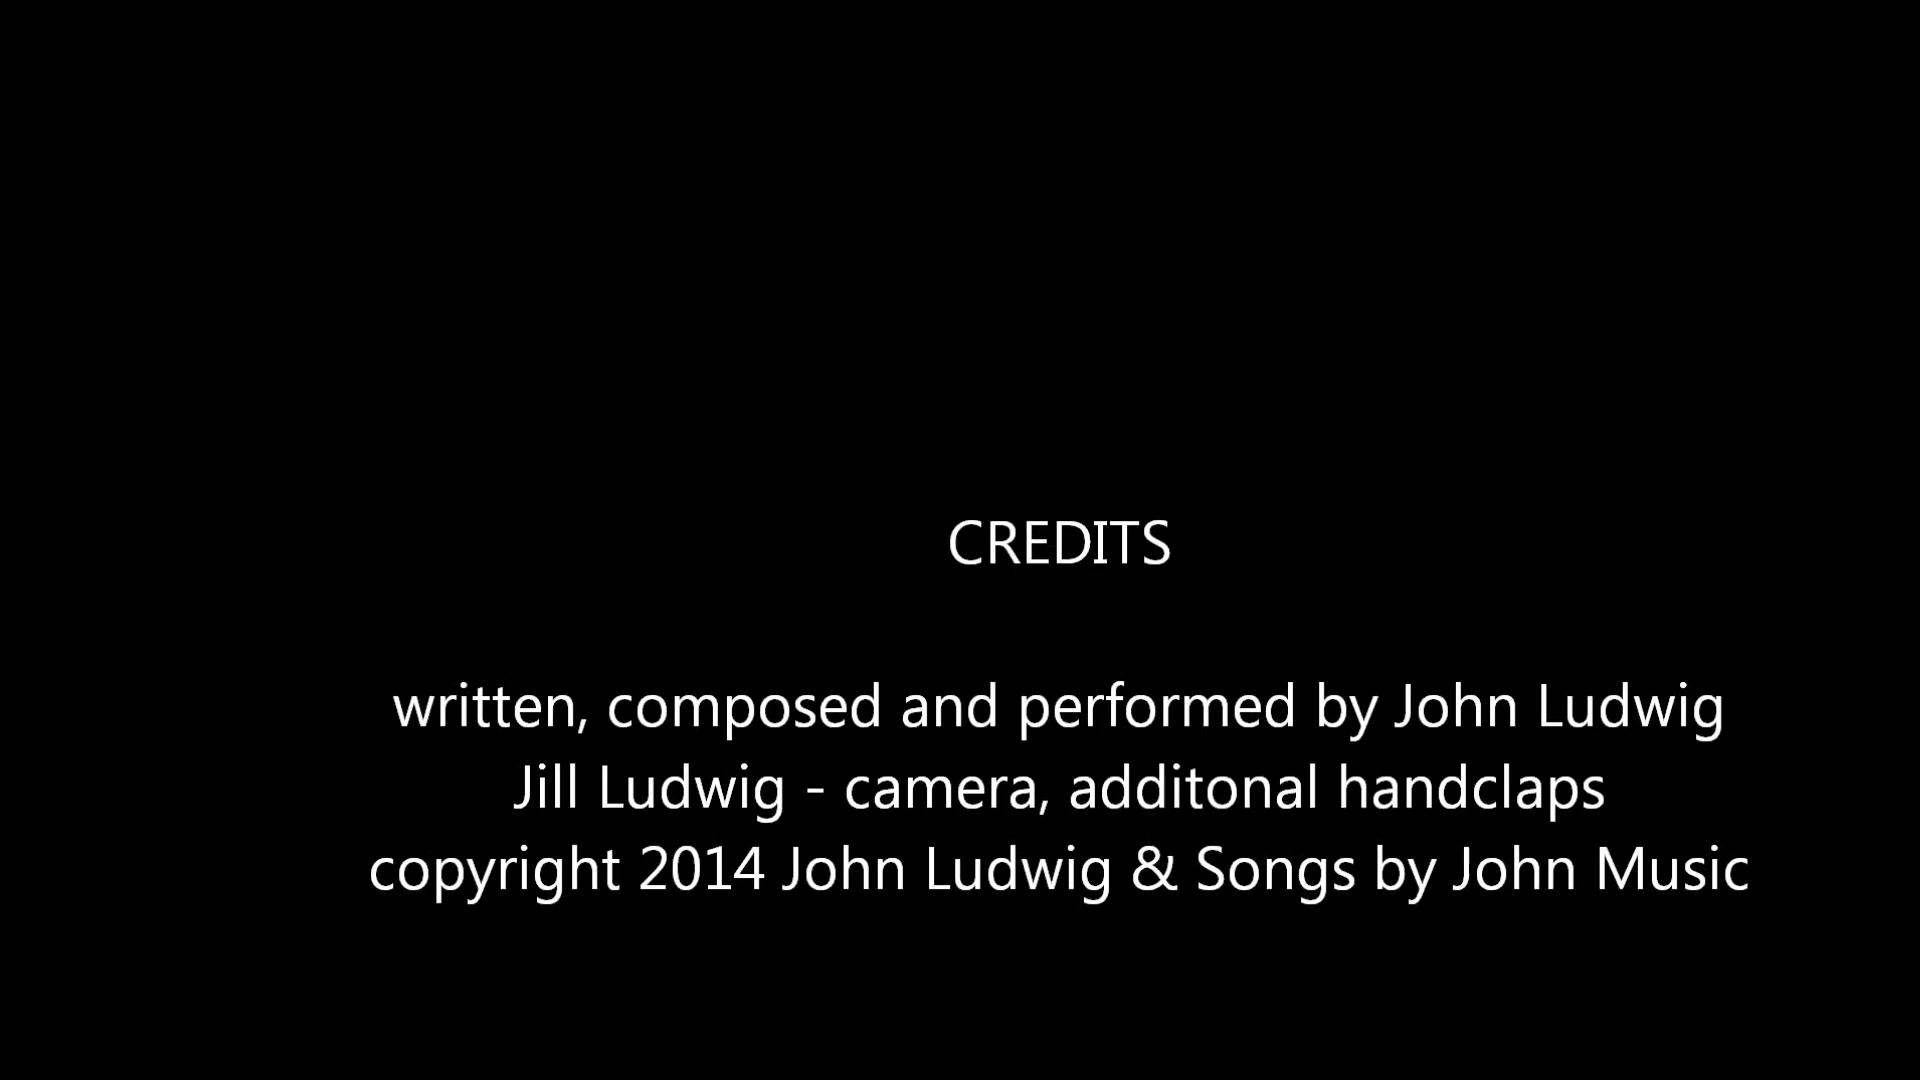 CREDITS
written, composed and performed by John Ludwig
Jill Ludwig - camera, additonal handclaps
copyright 2014 John Ludwig & Songs by John Music